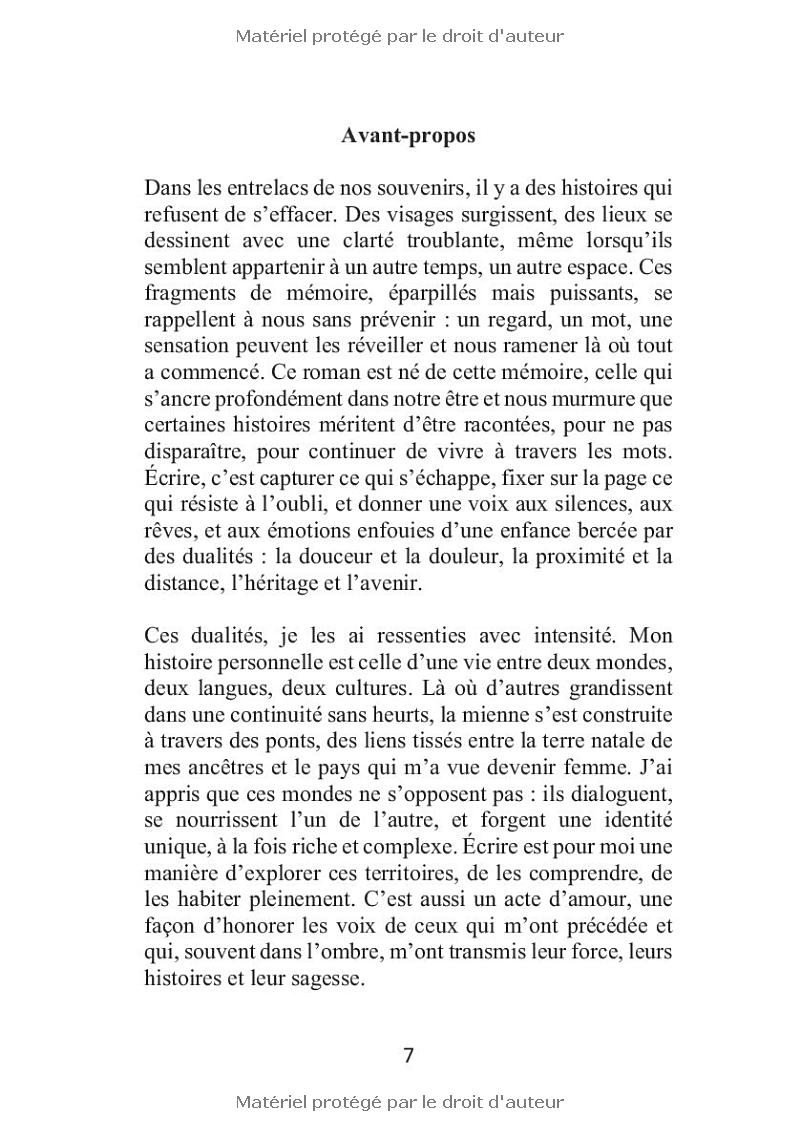 Matériel protégé par le droit d'auteur
Avant-propos
Dans les entrelacs de nos souvenirs, il y a des histoires qui
refusent de s’effacer. Des visages surgissent, des lieux se
dessinent avec une clarté troublante, même lorsqu’ils
semblent appartenir à un autre temps, un autre espace. Ces
fragments de mémoire, éparpillés mais puissants, se
rappellent à nous sans prévenir : un regard, un mot, une
sensation peuvent les réveiller et nous ramener là où tout
a commencé. Ce roman est né de cette mémoire, celle qui
s’ancre profondément dans notre être et nous murmure que
certaines histoires méritent d’être racontées, pour ne pas
disparaître, pour continuer de vivre à travers les mots.
Écrire, c’est capturer ce qui s’échappe, fixer sur la page ce
qui résiste à l’oubli, et donner une voix aux silences, aux
rêves, et aux émotions enfouies d’une enfance bercée par
des dualités : la douceur et la douleur, la proximité et la
distance, l’héritage et l’avenir.
Ces dualités, je les ai ressenties avec intensité. Mon
histoire personnelle est celle d’une vie entre deux mondes,
deux langues, deux cultures. Là où d’autres grandissent
dans une continuité sans heurts, la mienne s’est construite
à travers des ponts, des liens tissés entre la terre natale de
mes ancêtres et le pays qui m’a vue devenir femme. J’ai
appris que ces mondes ne s’opposent pas : ils dialoguent,
se nourrissent l’un de l’autre, et forgent une identité
unique, à la fois riche et complexe. Écrire est pour moi une
manière d’explorer ces territoires, de les comprendre, de
les habiter pleinement. C’est aussi un acte d’amour, une
façon d’honorer les voix de ceux qui m’ont précédée et
qui, souvent dans l’ombre, m’ont transmis leur force, leurs
histoires et leur sagesse.
7
Matériel protégé par le droit d'auteur